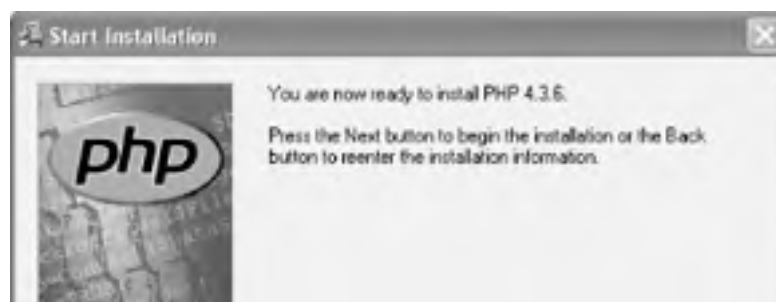 Start Installation
php
You are now ready to install PHP 4.3.6.
Press the Next button to begin the installation or the Back
button to reenter the installation information.